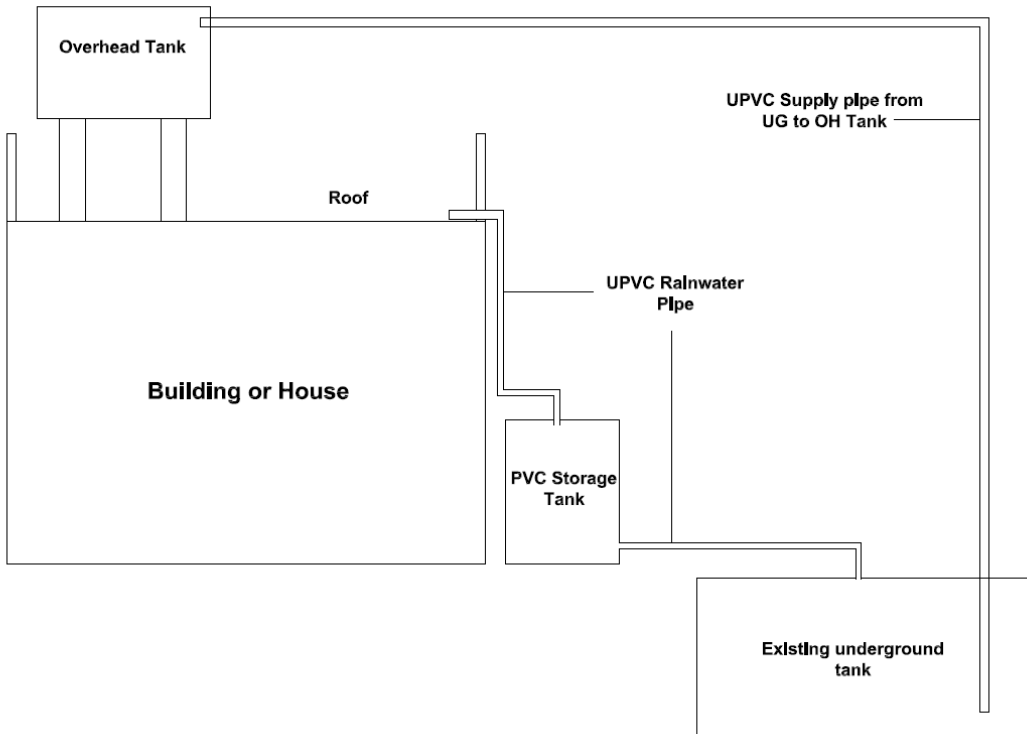 Overhead Tank
UPVC Supply pipe from
UG to OH Tank
Roof
UPVC Rainwater
Pipe
Building or House
PVC Storage
Tank
Existing underground
tank